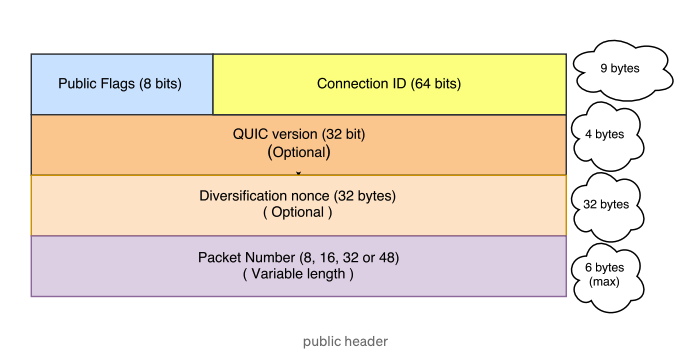 Public Flags (8 bits)
Connection ID (64 bits)
9 bytes
QUIC version (32 bit)
(Optional)
4 bytes
Diversification nonce (32 bytes)
( Optional )
32 bytes
Packet Number (8, 16, 32 or 48)
( Variable length )
6 bytes
(max)
public header